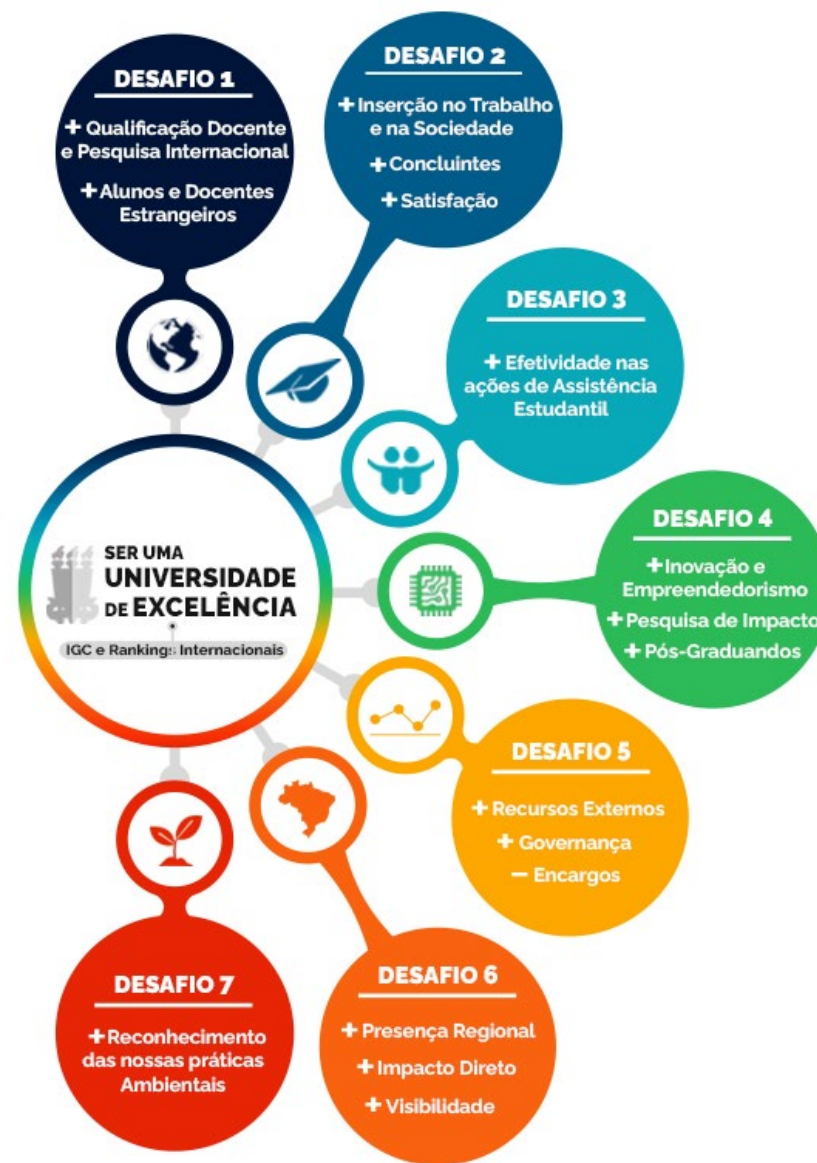 DESAFIO 1
+ Qualificação Docente
e Pesquisa Internacional
+ Alunos e Docentes
Estrangeiros
DESAFIO 2
+ Inserção no Trabalho
e na Sociedade
+ Concluintes
+ Satisfação
DESAFIO 3
+ Efetividade nas
ações de Assistência
Estudantil
DESAFIO 4
+ Inovação e
Empreendedorismo
+ Pesquisa de Impacto
+ Pós-Graduandos
SER UMA
UNIVERSIDADE
DE EXCELÊNCIA
IGC e Rankings Internacionais
DESAFIO 5
+ Recursos Externos
+ Governança
− Encargos
DESAFIO 6
+ Presença Regional
+ Impacto Direto
+ Visibilidade
DESAFIO 7
+ Reconhecimento
das nossas práticas
Ambientais